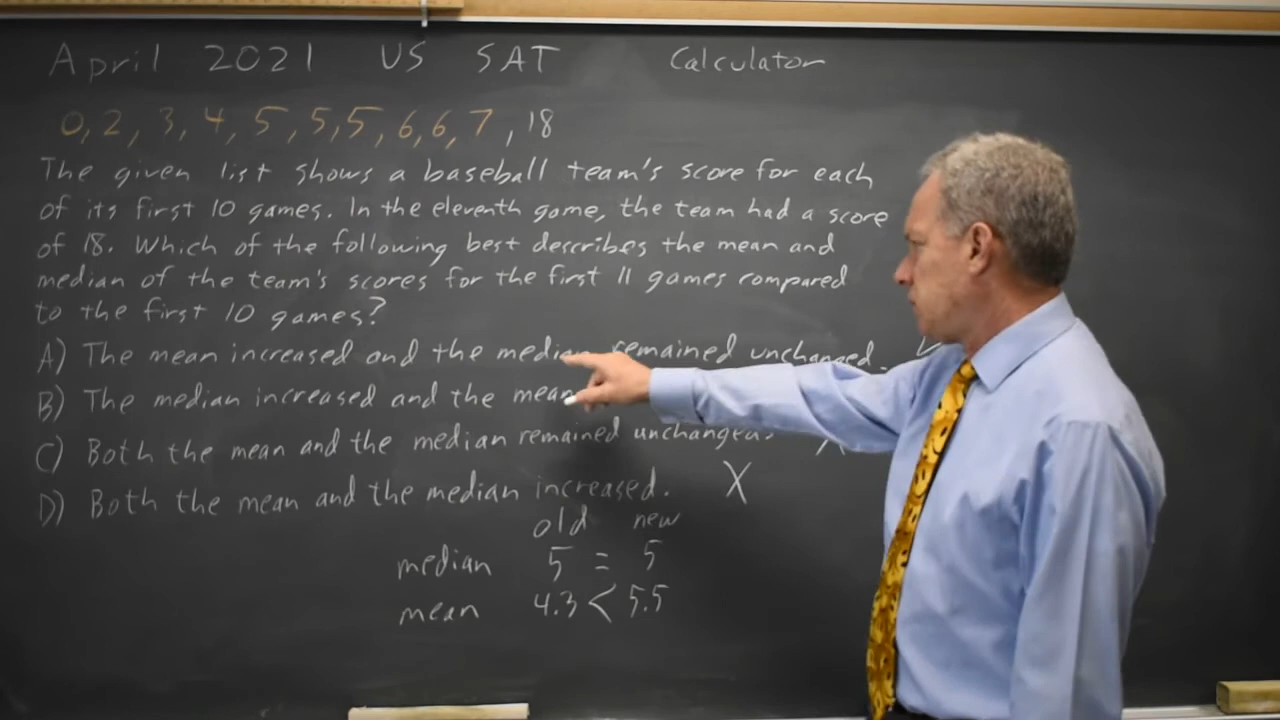 April 2021 US SAT Calculator
0, 2, 3, 4, 5, 5, 5, 6, 6, 7, 18
The given list shows a baseball team's score for each
of its first 10 games. In the eleventh game, the team had a score
of 18. Which of the following best describes the mean and
median of the team's scores for the first 11 games compared
to the first 10 games?
A) The mean increased and the median remained unchanged.
B) The median increased and the mean
C) Both the mean and the median remained unchanged. X
D) Both the mean and the median increased. X
old new
median 5 = 5
mean 4.3 < 5.5